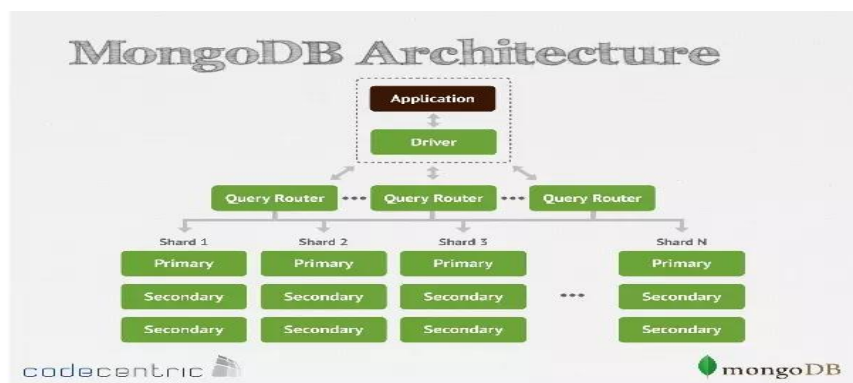 MongoDB Architecture
Application
Driver
Query Router ••• Query Router ••• Query Router
Shard 1 Shard 2 Shard 3 Shard N
Primary Primary Primary Primary
Secondary Secondary Secondary ••• Secondary
Secondary Secondary Secondary Secondary
codecentric mongoDB